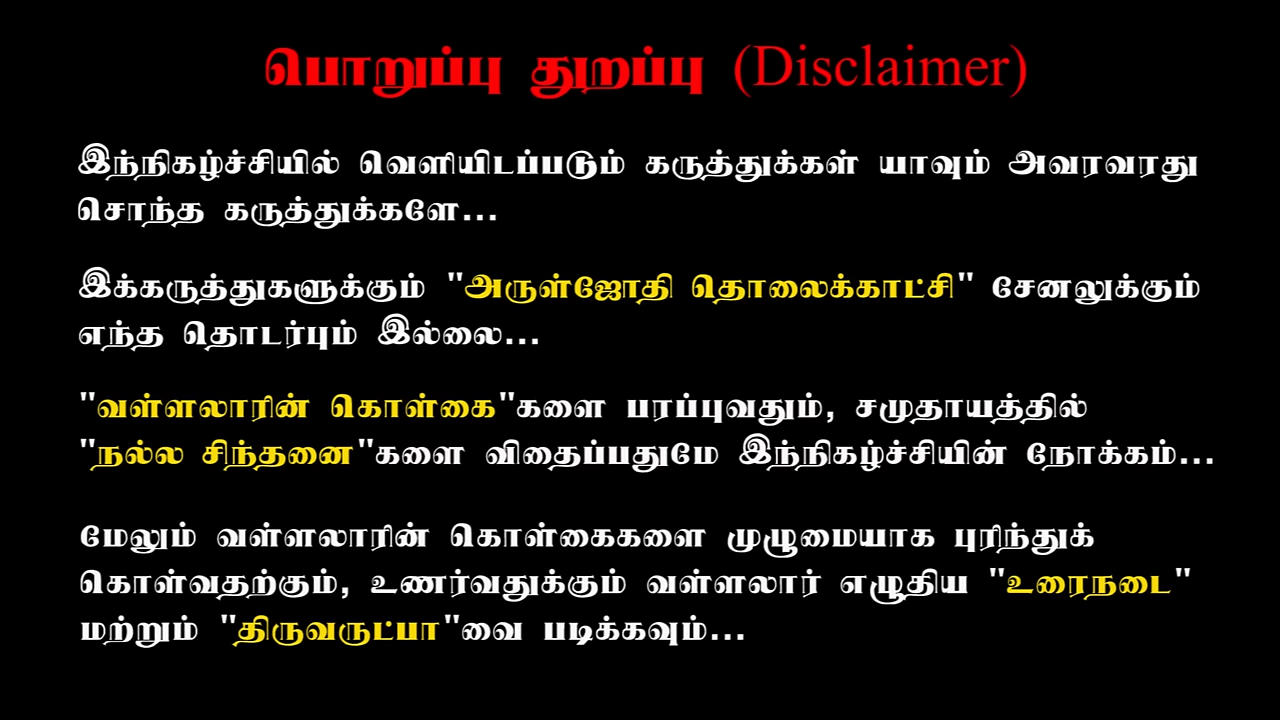 பொறுப்பு துறப்பு (Disclaimer)
இந்நிகழ்ச்சியில் வெளியிடப்படும் கருத்துக்கள் யாவும் அவரவரது
சொந்த கருத்துக்களே...
இக்கருத்துகளுக்கும் "அருள்ஜோதி தொலைக்காட்சி" சேனலுக்கும்
எந்த தொடர்பும் இல்லை...
"வள்ளலாரின் கொள்கை"களை பரப்புவதும், சமுதாயத்தில்
"நல்ல சிந்தனை"களை விதைப்பதுமே இந்நிகழ்ச்சியின் நோக்கம்...
மேலும் வள்ளலாரின் கொள்கைகளை முழுமையாக புரிந்துக்
கொள்வதற்கும், உணர்வதுக்கும் வள்ளலார் எழுதிய "உரைநடை"
மற்றும் "திருவருட்பா"வை படிக்கவும்...